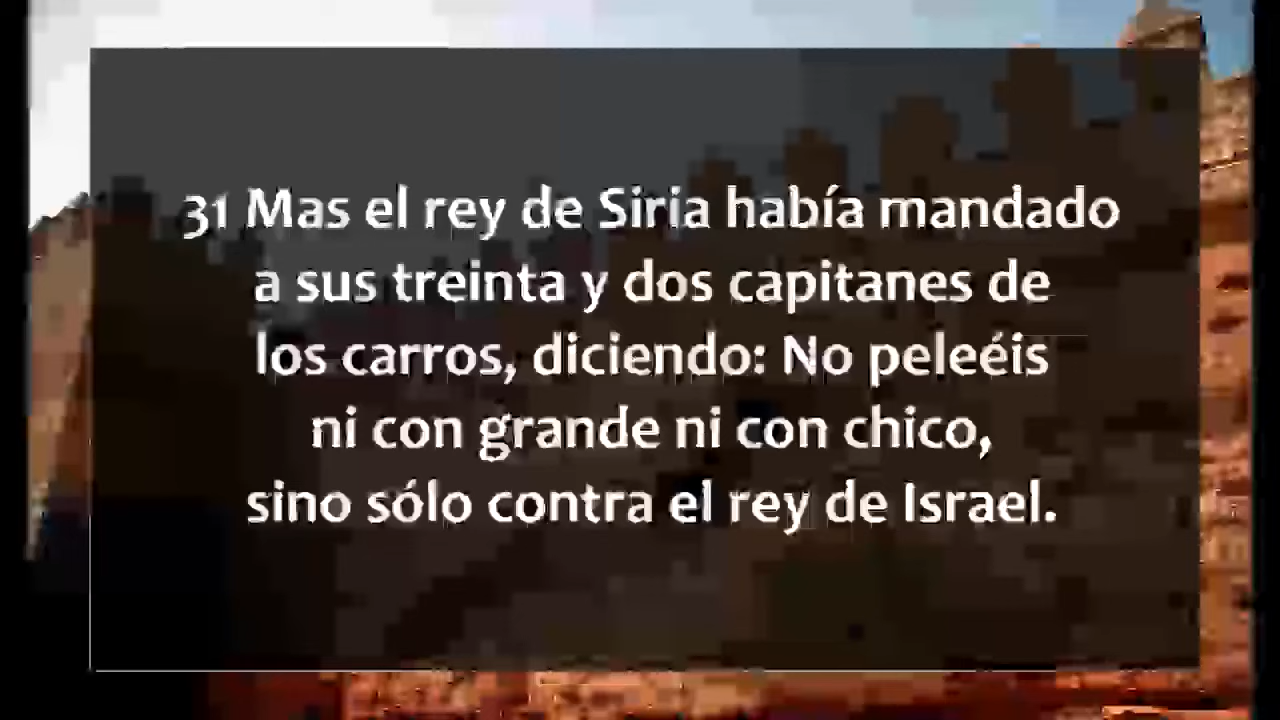 31 Mas el rey de Siria había mandado
a sus treinta y dos capitanes de
los carros, diciendo: No peleéis
ni con grande ni con chico,
sino sólo contra el rey de Israel.